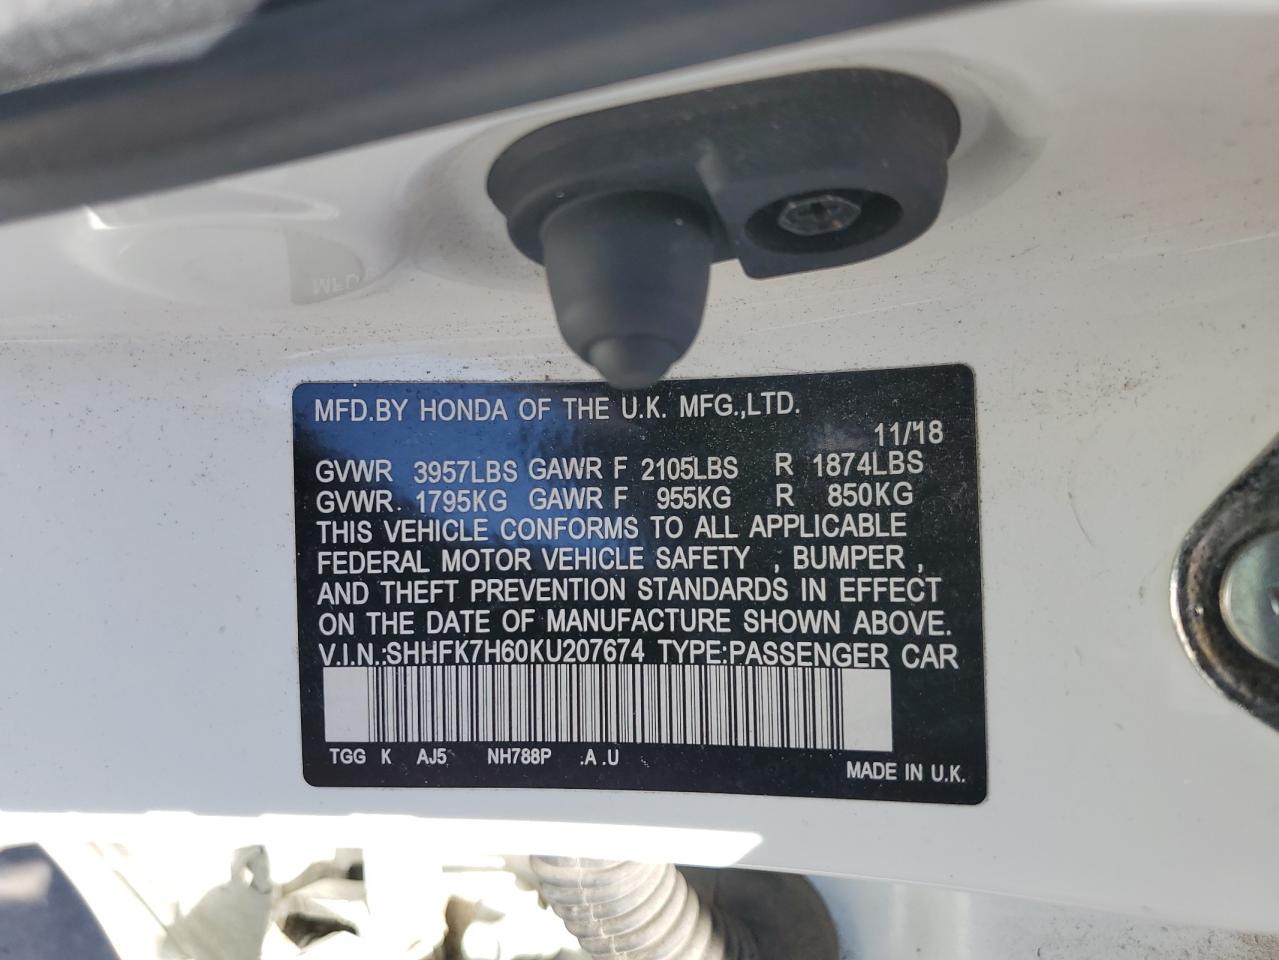 MFD.BY HONDA OF THE U.K. MFG.,LTD.
11/18
GVWR 3957LBS GAWR F 2105LBS R 1874LBS
GVWR 1795KG GAWR F 955KG R 850KG
THIS VEHICLE CONFORMS TO ALL APPLICABLE
FEDERAL MOTOR VEHICLE SAFETY , BUMPER ,
AND THEFT PREVENTION STANDARDS IN EFFECT
ON THE DATE OF MANUFACTURE SHOWN ABOVE.
V.I.N.:SHHFK7H60KU207674 TYPE:PASSENGER CAR
TGG K AJ5 NH788P .A .U
MADE IN U.K.